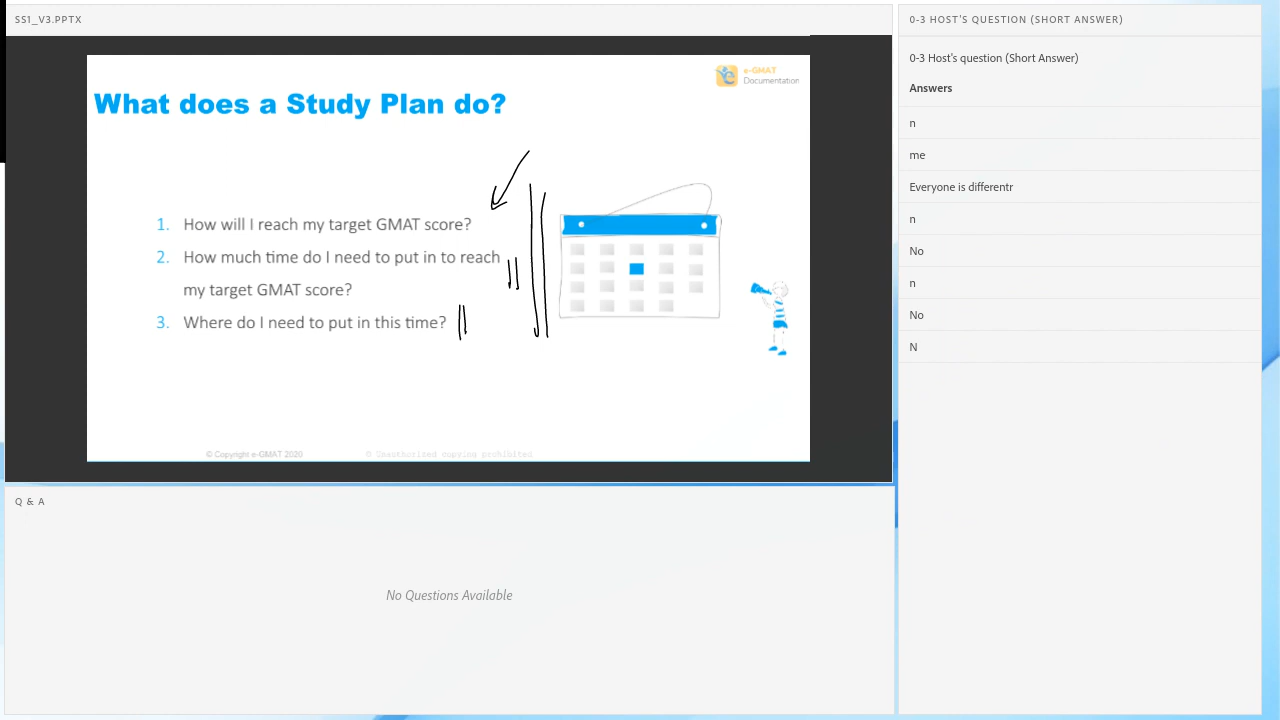 SS1_V3.PPTX
e-GMAT
Documentation
What does a Study Plan do?
1. How will I reach my target GMAT score?
2. How much time do I need to put in to reach
my target GMAT score?
3. Where do I need to put in this time?
© Copyright e-GMAT 2020
© Unauthorized copying prohibited
Q & A
No Questions Available
0-3 HOST'S QUESTION (SHORT ANSWER)
0-3 Host's question (Short Answer)
Answers
n
me
Everyone is differentr
n
No
n
No
N